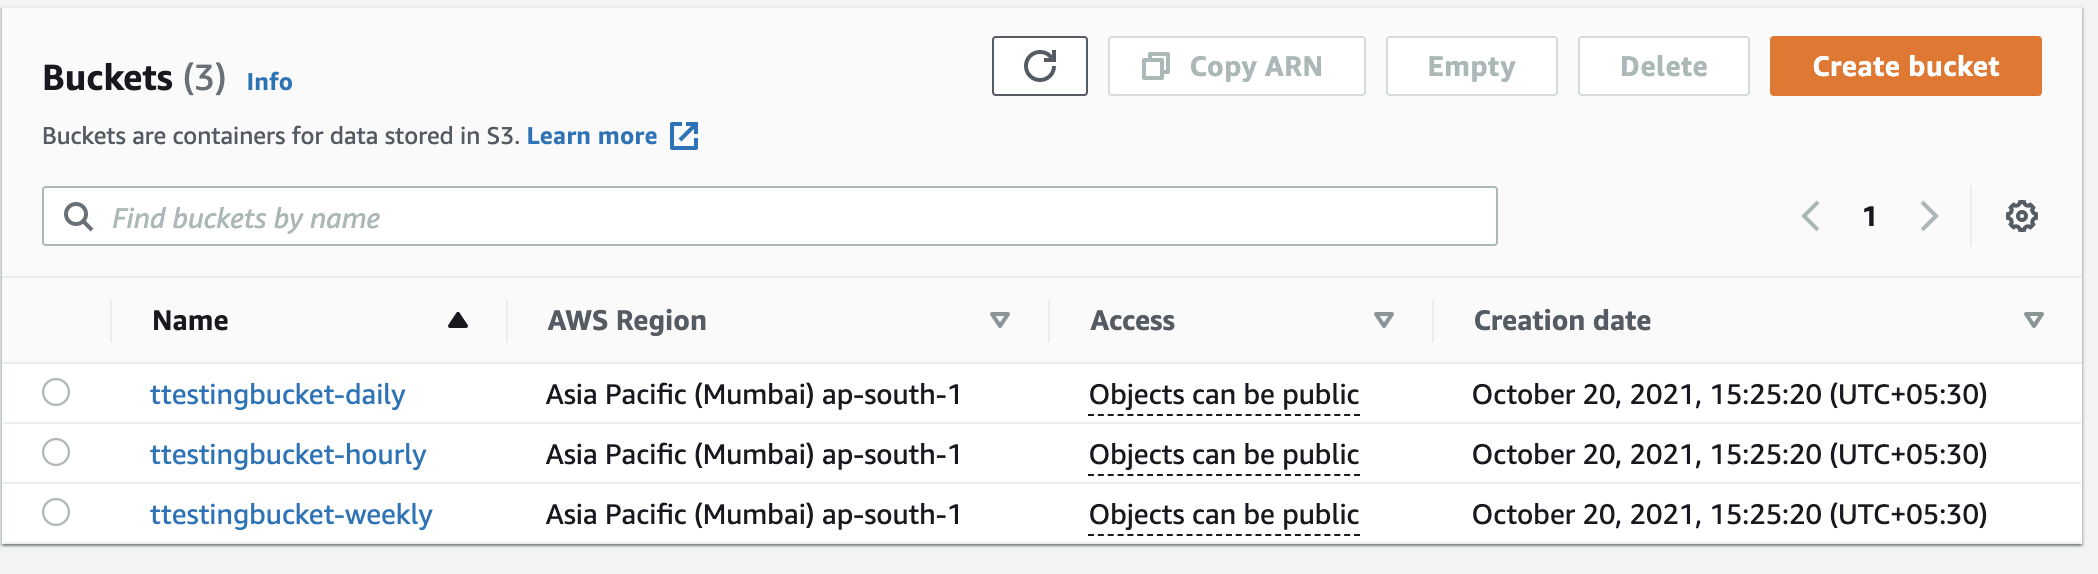 Buckets (3) Info
Copy ARN Empty Delete Create bucket
Buckets are containers for data stored in S3. Learn more
Find buckets by name
1
Name AWS Region Access Creation date
ttestingbucket-daily Asia Pacific (Mumbai) ap-south-1 Objects can be public October 20, 2021, 15:25:20 (UTC+05:30)
ttestingbucket-hourly Asia Pacific (Mumbai) ap-south-1 Objects can be public October 20, 2021, 15:25:20 (UTC+05:30)
ttestingbucket-weekly Asia Pacific (Mumbai) ap-south-1 Objects can be public October 20, 2021, 15:25:20 (UTC+05:30)